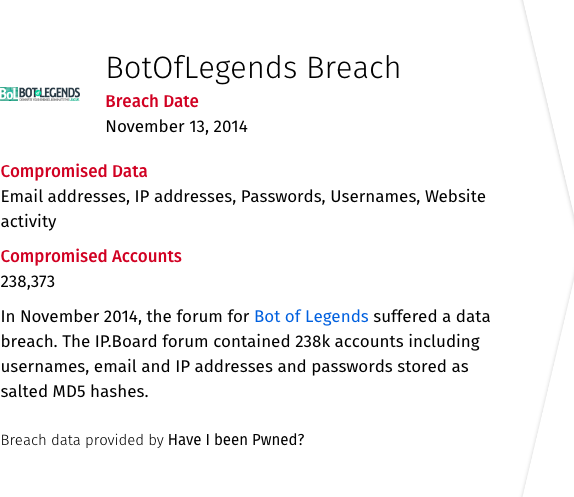 BotOfLegends Breach
BoL BOT OF LEGENDS
Breach Date
November 13, 2014
Compromised Data
Email addresses, IP addresses, Passwords, Usernames, Website
activity
Compromised Accounts
238,373
In November 2014, the forum for Bot of Legends suffered a data
breach. The IP.Board forum contained 238k accounts including
usernames, email and IP addresses and passwords stored as
salted MD5 hashes.
Breach data provided by Have I been Pwned?